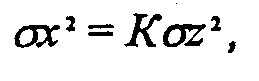 σx² = Kσz²,